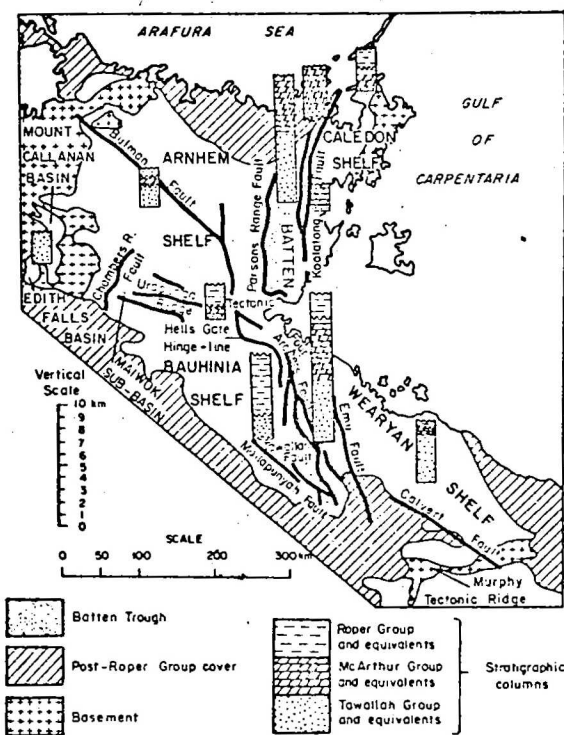 ARAFURA SEA
GULF
OF
CARPENTARIA
MOUNT
CALLANAN
BASIN
Bulman Fault
ARNHEM
SHELF
CALEDON
SHELF
Parsons Range Fault
BATTEN
Koolatong Fault
Chambers R.
Fault
EDITH
FALLS
BASIN
Tectonic
Hells Gate
Hinge-line
MAIWOK
SUB-BASIN
BAUHINIA
SHELF
Emu Fault
WEARYAN
SHELF
Fault
Mallapunyah Fault
Calvert Fault
Murphy
Tectonic Ridge
Vertical
Scale
10 km
9
8
7
6
5
4
3
2
1
0
SCALE
0 50 100 200 300 km
Batten Trough
Post-Roper Group cover
Basement
Roper Group
and equivalents
McArthur Group
and equivalents
Tawallah Group
and equivalents
Stratigraphic
columns